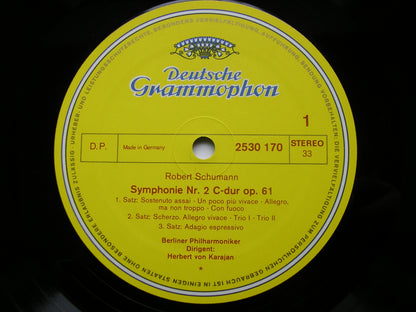 Deutsche
Grammophon
1
D.P.
Made in Germany
2530 170
STEREO
33
Robert Schumann
Symphonie Nr. 2 C-dur op. 61
1. Satz: Sostenuto assai - Un poco più vivace - Allegro,
ma non troppo - Con fuoco
2. Satz: Scherzo. Allegro vivace - Trio I - Trio II
3. Satz: Adagio espressivo
Berliner Philharmoniker
Dirigent:
Herbert von Karajan
*